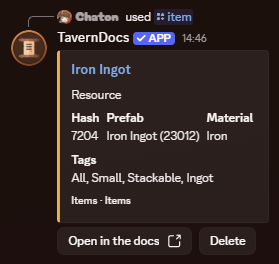 Chaton used item
TavernDocs ✓ APP 14:46
Iron Ingot
Resource
Hash Prefab Material
7204 Iron Ingot (23012) Iron
Tags
All, Small, Stackable, Ingot
Items · Items
Open in the docs Delete